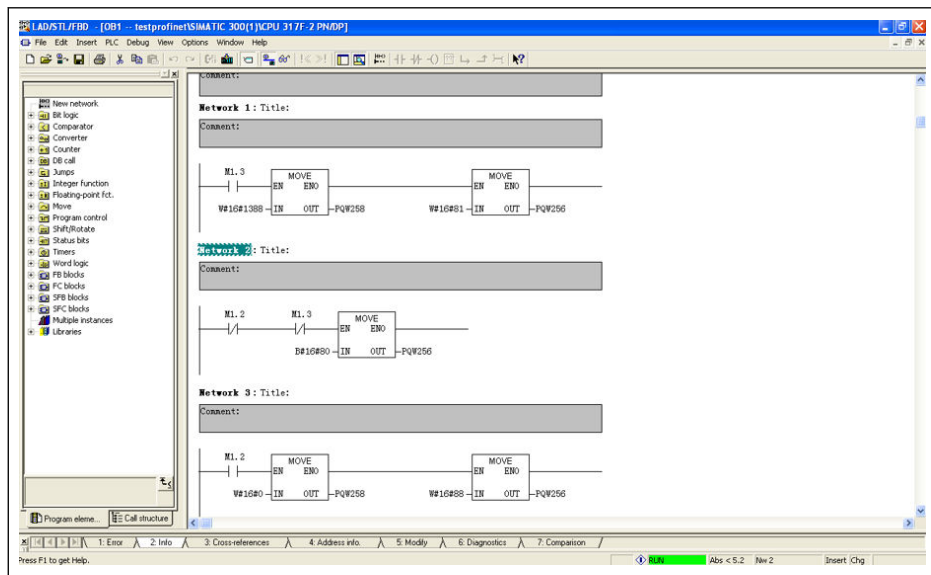 LAD/STL/FBD - [OB1 -- testprofinet\SIMATIC 300(1)\CPU 317F-2 PN/DP]
File Edit Insert PLC Debug View Options Window Help
New network
Bit logic
Comparator
Converter
Counter
DB call
Jumps
Integer function
Floating-point fct.
Move
Program control
Shift/Rotate
Status bits
Timers
Word logic
FB blocks
FC blocks
SFB blocks
SFC blocks
Multiple instances
Libraries
Program eleme... Call structure
Comment:
Network 1: Title:
Comment:
M1.3 MOVE MOVE
EN ENO EN ENO
W#16#1388 IN OUT PQW258 W#16#81 IN OUT PQW256
Network 2: Title:
Comment:
M1.2 M1.3 MOVE
EN ENO
B#16#80 IN OUT PQW256
Network 3: Title:
Comment:
M1.2 MOVE MOVE
EN ENO EN ENO
W#16#0 IN OUT PQW258 W#16#88 IN OUT PQW256
1: Error 2: Info 3: Cross-references 4: Address info. 5: Modify 6: Diagnostics 7: Comparison
Press F1 to get Help. RUN Abs < 5.2 Nw 2 Insert Chg